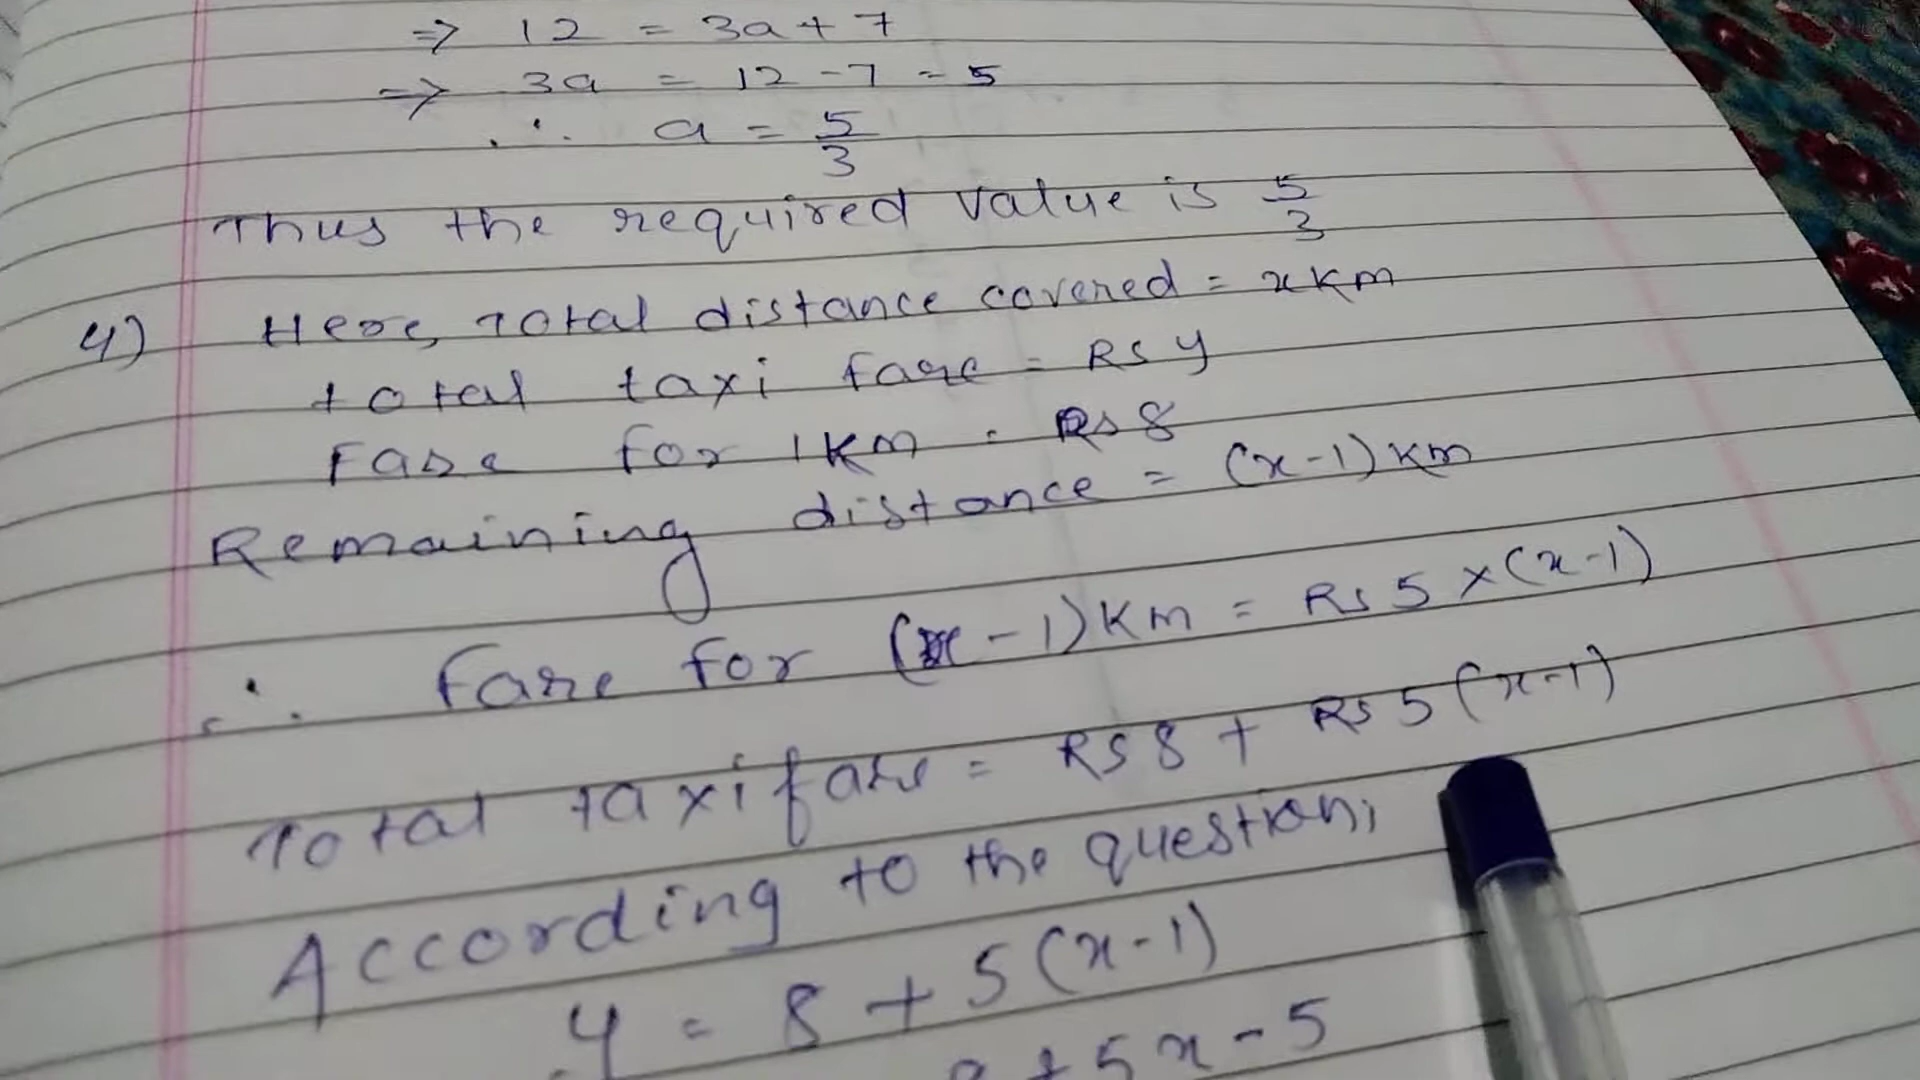 ⇒ 12 = 3a + 7
⇒ 3a = 12 - 7 = 5
∴ a = 5/3
Thus the required value is 5/3
4) Here, Total distance covered = x km
total taxi fare = Rs y
Fare for 1 km = Rs 8
Remaining distance = (x-1) km
∴ Fare for (x-1) km = Rs 5 × (x-1)
Total taxi fare = Rs 8 + Rs 5 (x-1)
According to the question,
y = 8 + 5 (x-1)
8 + 5x - 5